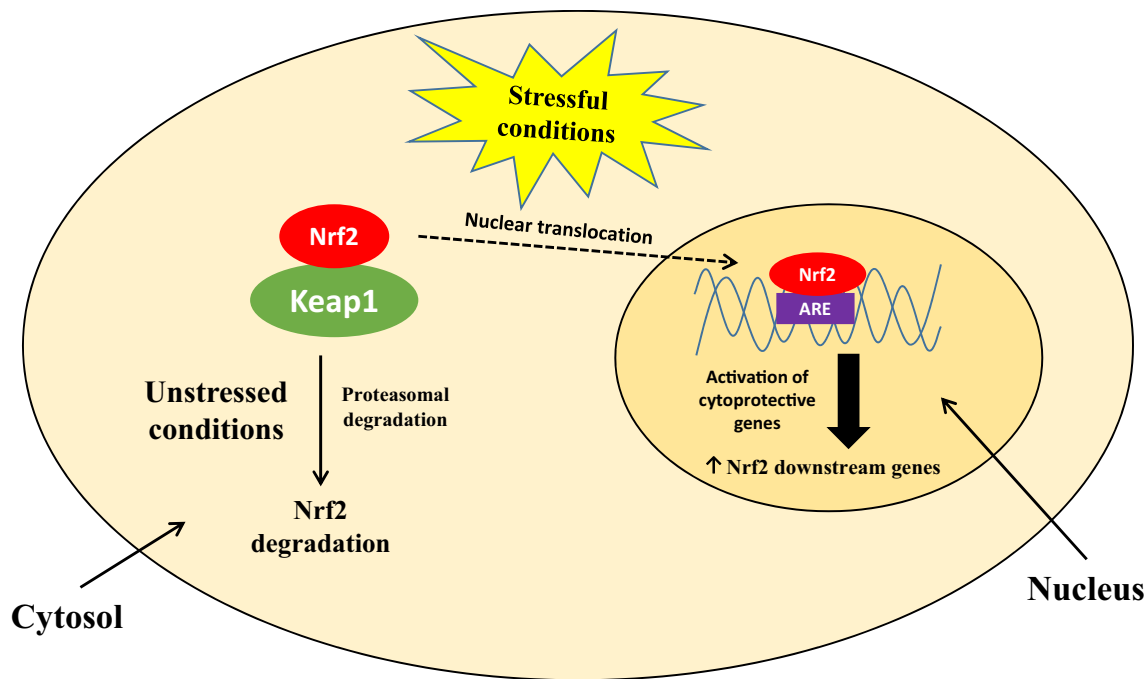 Stressful
conditions
Nuclear translocation
Nrf2
Keap1
Nrf2
ARE
Unstressed
conditions
Proteasomal
degradation
Activation of
cytoprotective
genes
↑ Nrf2 downstream genes
Nrf2
degradation
Cytosol
Nucleus